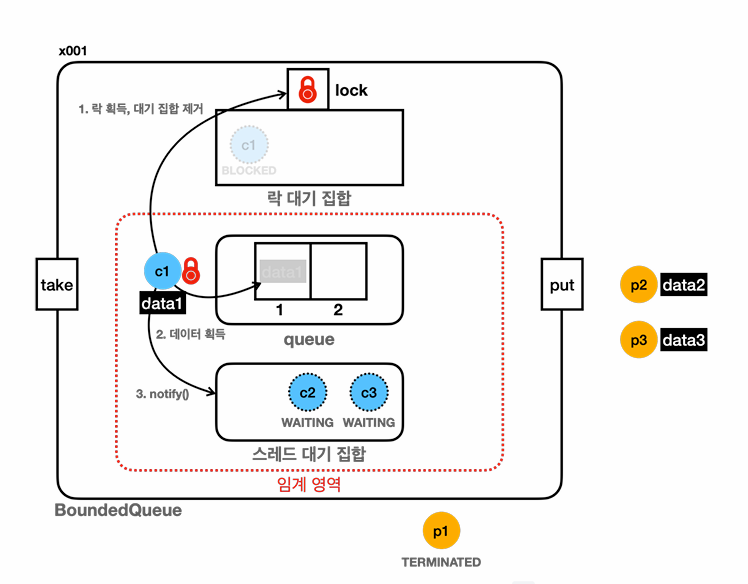 x001
lock
1. 락 획득, 대기 집합 제거
c1
BLOCKED
락 대기 집합
take
c1
data1
data1
1
2
queue
2. 데이터 획득
3. notify()
c2
c3
WAITING
WAITING
스레드 대기 집합
임계 영역
put
p2
data2
p3
data3
BoundedQueue
p1
TERMINATED